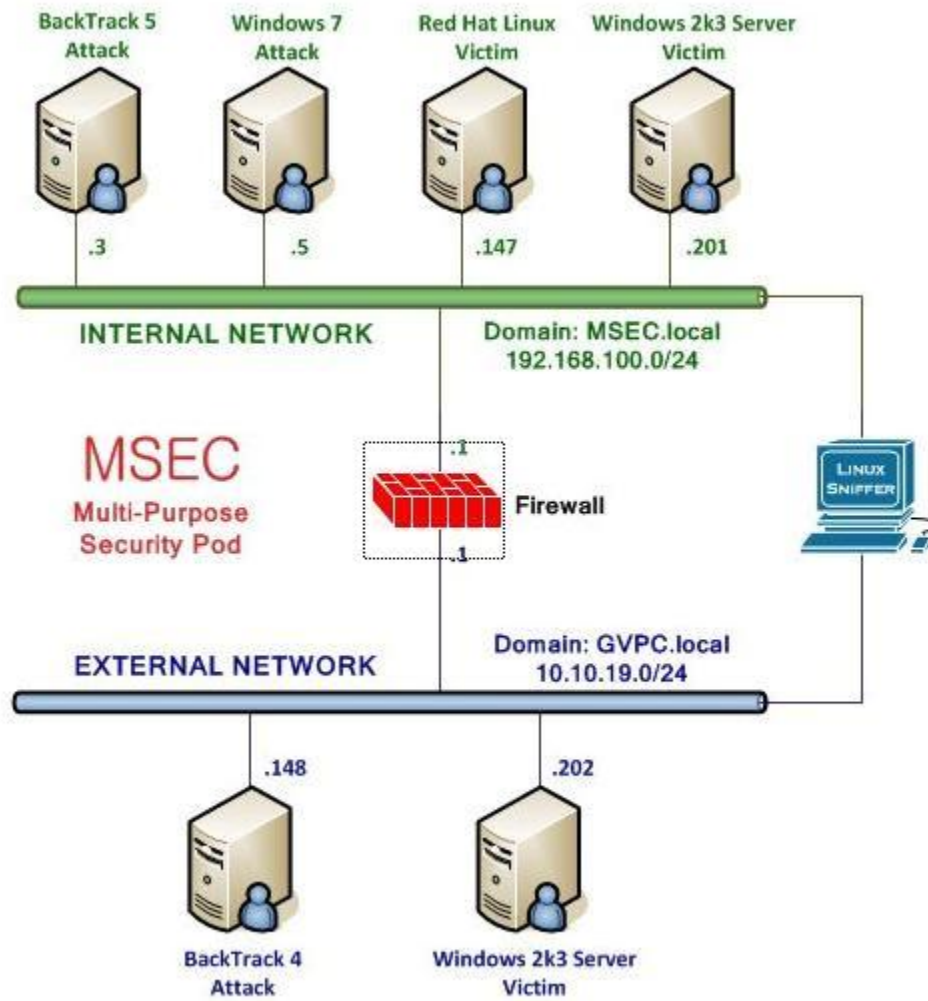 BackTrack 5
Attack
Windows 7
Attack
Red Hat Linux
Victim
Windows 2k3 Server
Victim
.3
.5
.147
.201
INTERNAL NETWORK
Domain: MSEC.local
192.168.100.0/24
MSEC
Multi-Purpose
Security Pod
.1
Firewall
.1
LINUX
SNIFFER
EXTERNAL NETWORK
Domain: GVPC.local
10.10.19.0/24
.148
.202
BackTrack 4
Attack
Windows 2k3 Server
Victim